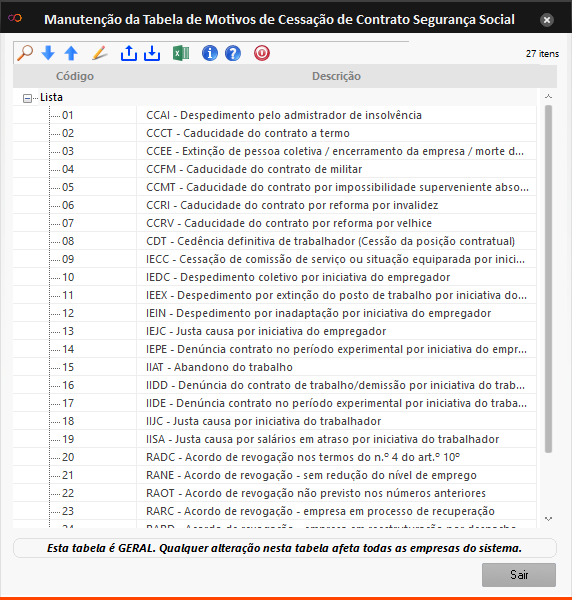 Manutenção da Tabela de Motivos de Cessação de Contrato Segurança Social
27 itens
Código Descrição
Lista
01 CCAI - Despedimento pelo admistrador de insolvência
02 CCCT - Caducidade do contrato a termo
03 CCEE - Extinção de pessoa coletiva / encerramento da empresa / morte d...
04 CCFM - Caducidade do contrato de militar
05 CCMT - Caducidade do contrato por impossibilidade superveniente abso...
06 CCRI - Caducidade do contrato por reforma por invalidez
07 CCRV - Caducidade do contrato por reforma por velhice
08 CDT - Cedência definitiva de trabalhador (Cessão da posição contratual)
09 IECC - Cessação de comissão de serviço ou situação equiparada por inici...
10 IEDC - Despedimento coletivo por iniciativa do empregador
11 IEEX - Despedimento por extinção do posto de trabalho por iniciativa do...
12 IEIN - Despedimento por inadaptação por iniciativa do empregador
13 IEJC - Justa causa por iniciativa do empregador
14 IEPE - Denúncia contrato no período experimental por iniciativa do empr...
15 IIAT - Abandono do trabalho
16 IIDD - Denúncia do contrato de trabalho/demissão por iniciativa do trab...
17 IIDE - Denúncia contrato no período experimental por iniciativa do traba...
18 IIJC - Justa causa por iniciativa do trabalhador
19 IISA - Justa causa por salários em atraso por iniciativa do trabalhador
20 RADC - Acordo de revogação nos termos do n.º 4 do art.º 10º
21 RANE - Acordo de revogação - sem redução do nível de emprego
22 RAOT - Acordo de revogação não previsto nos números anteriores
23 RARC - Acordo de revogação - empresa em processo de recuperação
24 RARD - Acordo de revogação - empresa em reestruturação por despacho
Esta tabela é GERAL. Qualquer alteração nesta tabela afeta todas as empresas do sistema.
Sair